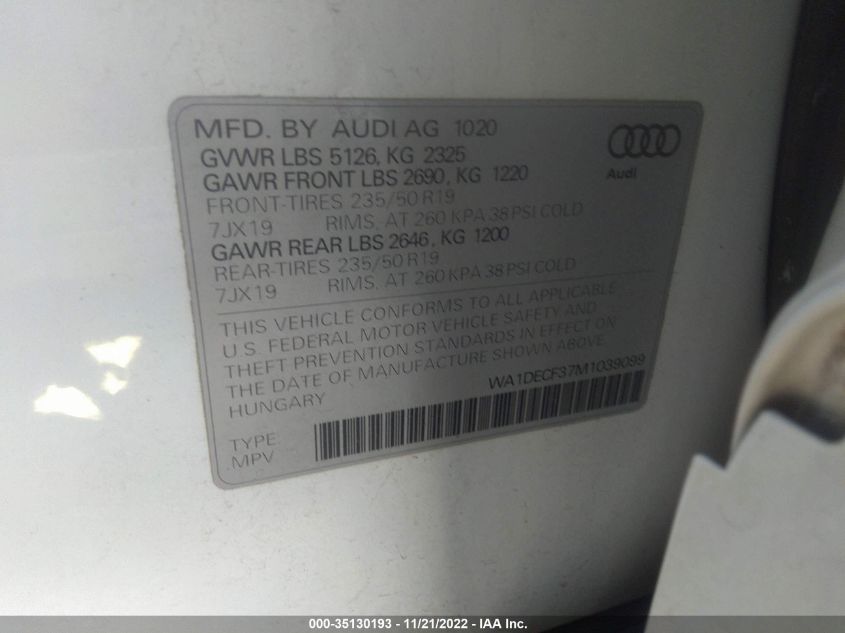 MFD. BY AUDI AG 1020
GVWR LBS 5126, KG 2325
GAWR FRONT LBS 2690, KG 1220
FRONT-TIRES 235/50 R19
7JX19 RIMS, AT 260 KPA 38 PSI COLD
GAWR REAR LBS 2646, KG 1200
REAR-TIRES 235/50 R19
7JX19 RIMS, AT 260 KPA 38 PSI COLD
Audi
THIS VEHICLE CONFORMS TO ALL APPLICABLE
U.S. FEDERAL MOTOR VEHICLE SAFETY AND
THEFT PREVENTION STANDARDS IN EFFECT ON
THE DATE OF MANUFACTURE SHOWN ABOVE.
HUNGARY WA1DECF37M1039099
TYPE:
MPV
000-35130193 - 11/21/2022 - IAA Inc.